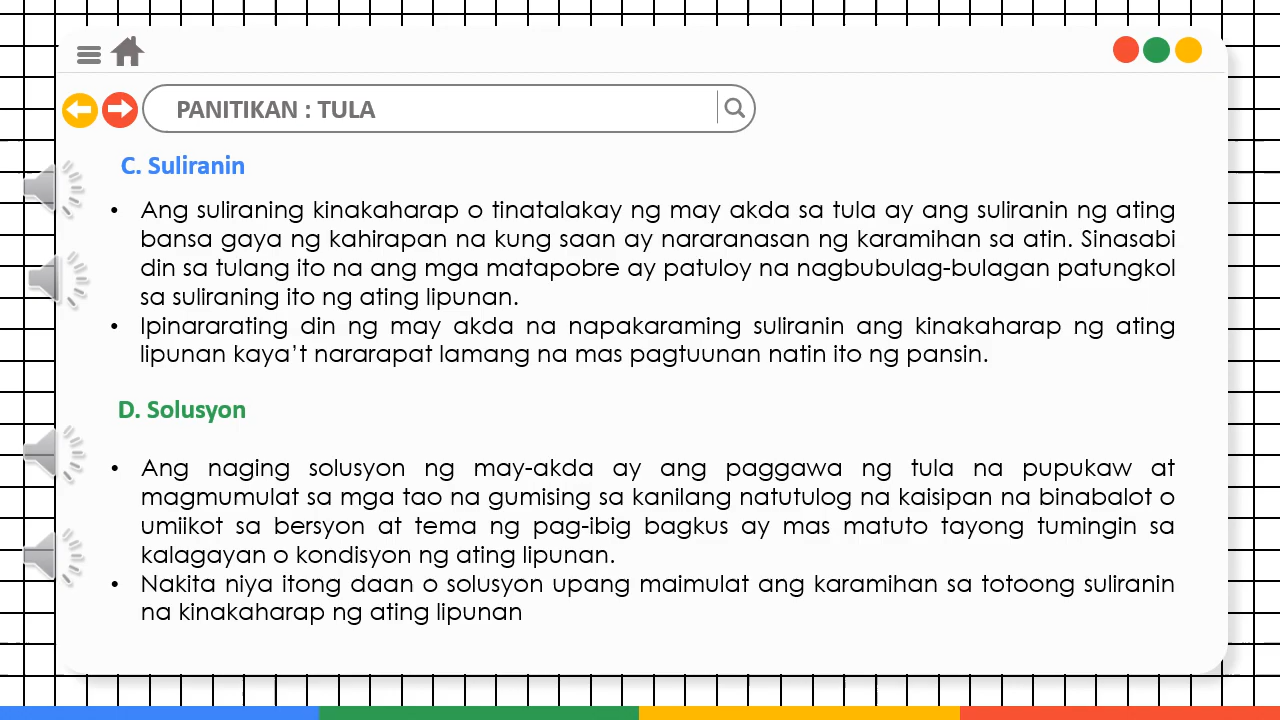 PANITIKAN : TULA
C. Suliranin
• Ang suliraning kinakaharap o tinatalakay ng may akda sa tula ay ang suliranin ng ating
bansa gaya ng kahirapan na kung saan ay nararanasan ng karamihan sa atin. Sinasabi
din sa tulang ito na ang mga matapobre ay patuloy na nagbubulag-bulagan patungkol
sa suliraning ito ng ating lipunan.
• Ipinararating din ng may akda na napakaraming suliranin ang kinakaharap ng ating
lipunan kaya’t nararapat lamang na mas pagtuunan natin ito ng pansin.
D. Solusyon
• Ang naging solusyon ng may-akda ay ang paggawa ng tula na pupukaw at
magmumulat sa mga tao na gumising sa kanilang natutulog na kaisipan na binabalot o
umiikot sa bersyon at tema ng pag-ibig bagkus ay mas matuto tayong tumingin sa
kalagayan o kondisyon ng ating lipunan.
• Nakita niya itong daan o solusyon upang maimulat ang karamihan sa totoong suliranin
na kinakaharap ng ating lipunan